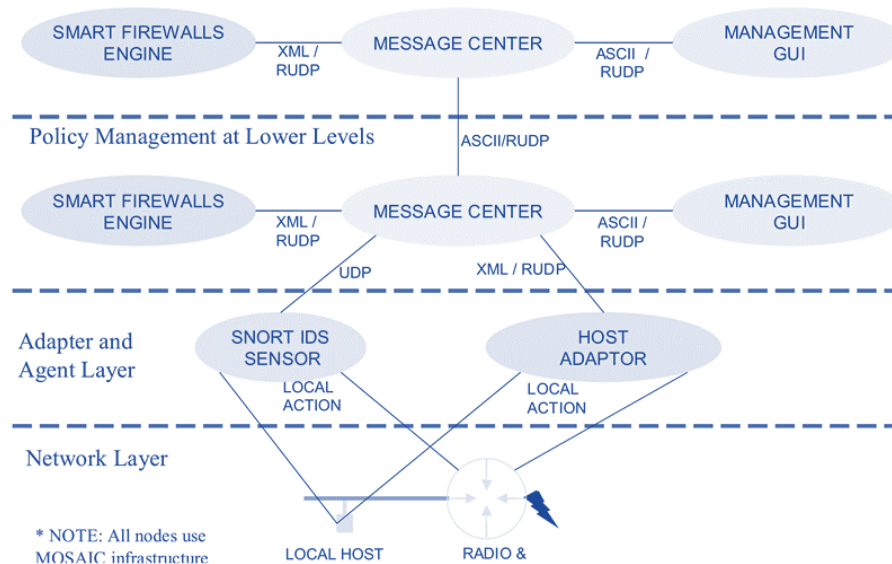 SMART FIREWALLS
ENGINE
XML /
RUDP
MESSAGE CENTER
ASCII /
RUDP
MANAGEMENT
GUI
Policy Management at Lower Levels
ASCII/RUDP
SMART FIREWALLS
ENGINE
XML /
RUDP
MESSAGE CENTER
ASCII /
RUDP
MANAGEMENT
GUI
UDP
XML / RUDP
Adapter and
Agent Layer
SNORT IDS
SENSOR
HOST
ADAPTOR
LOCAL
ACTION
LOCAL
ACTION
Network Layer
* NOTE: All nodes use
MOSAIC infrastructure
LOCAL HOST
RADIO &